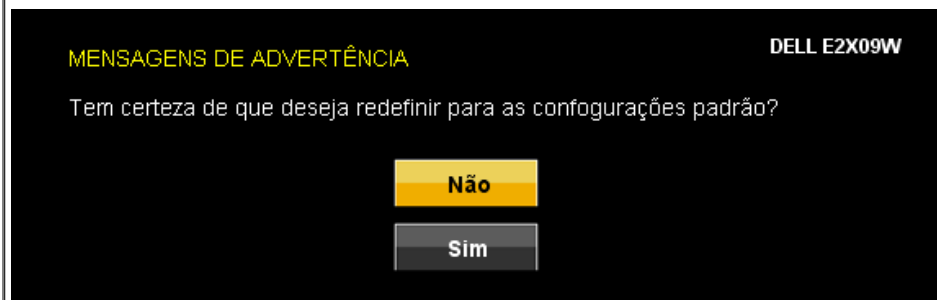 DELL E2X09W
MENSAGENS DE ADVERTÊNCIA
Tem certeza de que deseja redefinir para as confogurações padrão?
Não
Sim